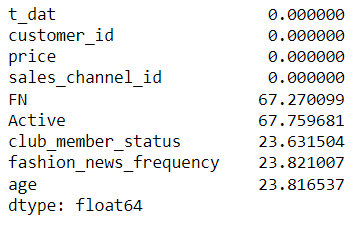 t_dat 0.000000
customer_id 0.000000
price 0.000000
sales_channel_id 0.000000
FN 67.270099
Active 67.759681
club_member_status 23.631504
fashion_news_frequency 23.821007
age 23.816537
dtype: float64